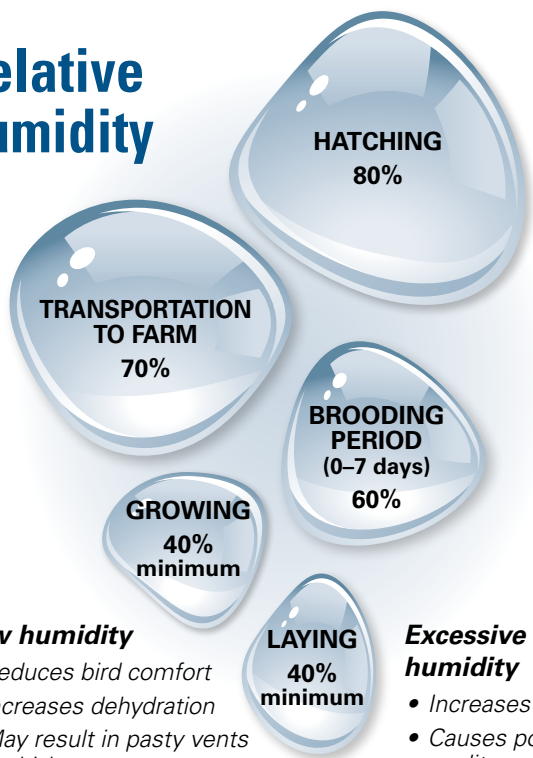 elative
umidity
HATCHING
80%
TRANSPORTATION
TO FARM
70%
BROODING
PERIOD
(0–7 days)
60%
GROWING
40%
minimum
LAYING
40%
minimum
w humidity
educes bird comfort
creases dehydration
May result in pasty vents
Excessive
humidity
• Increases
• Causes po